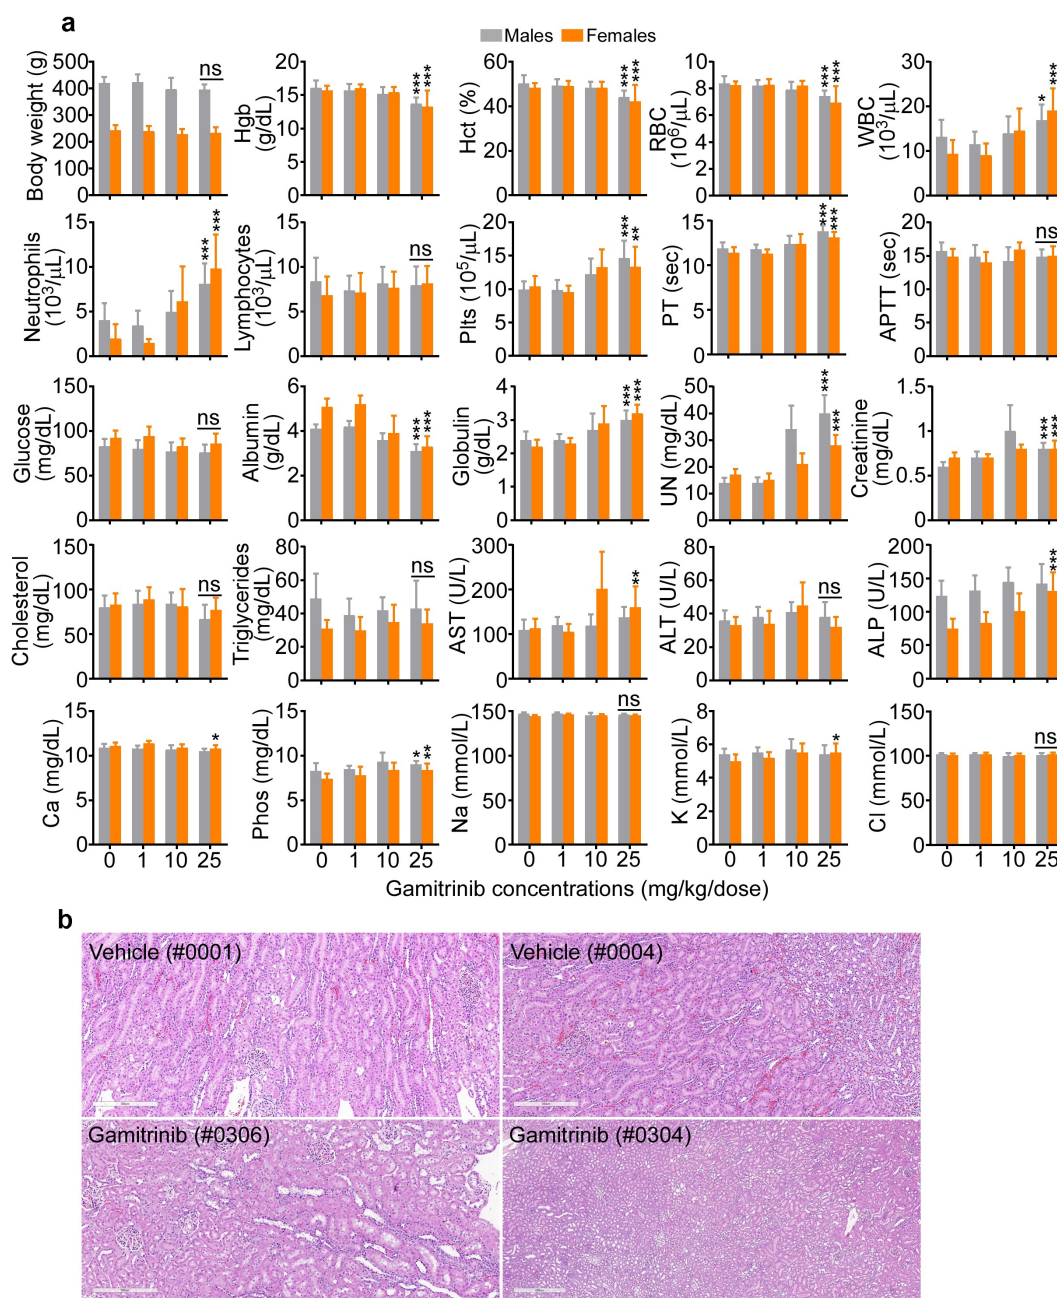 a
Males Females
Body weight (g)
500
400
300
200
100
0
ns
Hgb
(g/dL)
20
15
10
5
0
***
***
Hct (%)
60
40
20
0
***
***
RBC
(10⁶/µL)
10
8
6
4
2
0
***
***
WBC
(10³/µL)
30
20
10
0
*
***
Neutrophils
(10³/µL)
15
10
5
0
***
***
Lymphocytes
(10³/µL)
15
10
5
0
ns
Plts (10⁵/µL)
20
15
10
5
0
***
**
PT (sec)
15
10
5
0
***
***
APTT (sec)
20
15
10
5
0
ns
Glucose
(mg/dL)
150
100
50
0
ns
Albumin
(g/dL)
6
4
2
0
***
***
Globulin
(g/dL)
4
3
2
1
0
***
***
UN (mg/dL)
50
40
30
20
10
0
***
***
Creatinine
(mg/dL)
1.5
1
0.5
0
***
***
Cholesterol
(mg/dL)
150
100
50
0
ns
Triglycerides
(mg/dL)
80
60
40
20
0
ns
AST (U/L)
300
200
100
0
**
ALT (U/L)
80
60
40
20
0
ns
ALP (U/L)
200
150
100
50
0
***
Ca (mg/dL)
15
10
5
0
*
0 1 10 25
Phos (mg/dL)
15
10
5
0
*
**
0 1 10 25
Na (mmol/L)
150
100
50
0
ns
0 1 10 25
K (mmol/L)
8
6
4
2
0
*
0 1 10 25
Cl (mmol/L)
150
100
50
0
ns
0 1 10 25
Gamitrinib concentrations (mg/kg/dose)
b
Vehicle (#0001)
Vehicle (#0004)
Gamitrinib (#0306)
Gamitrinib (#0304)